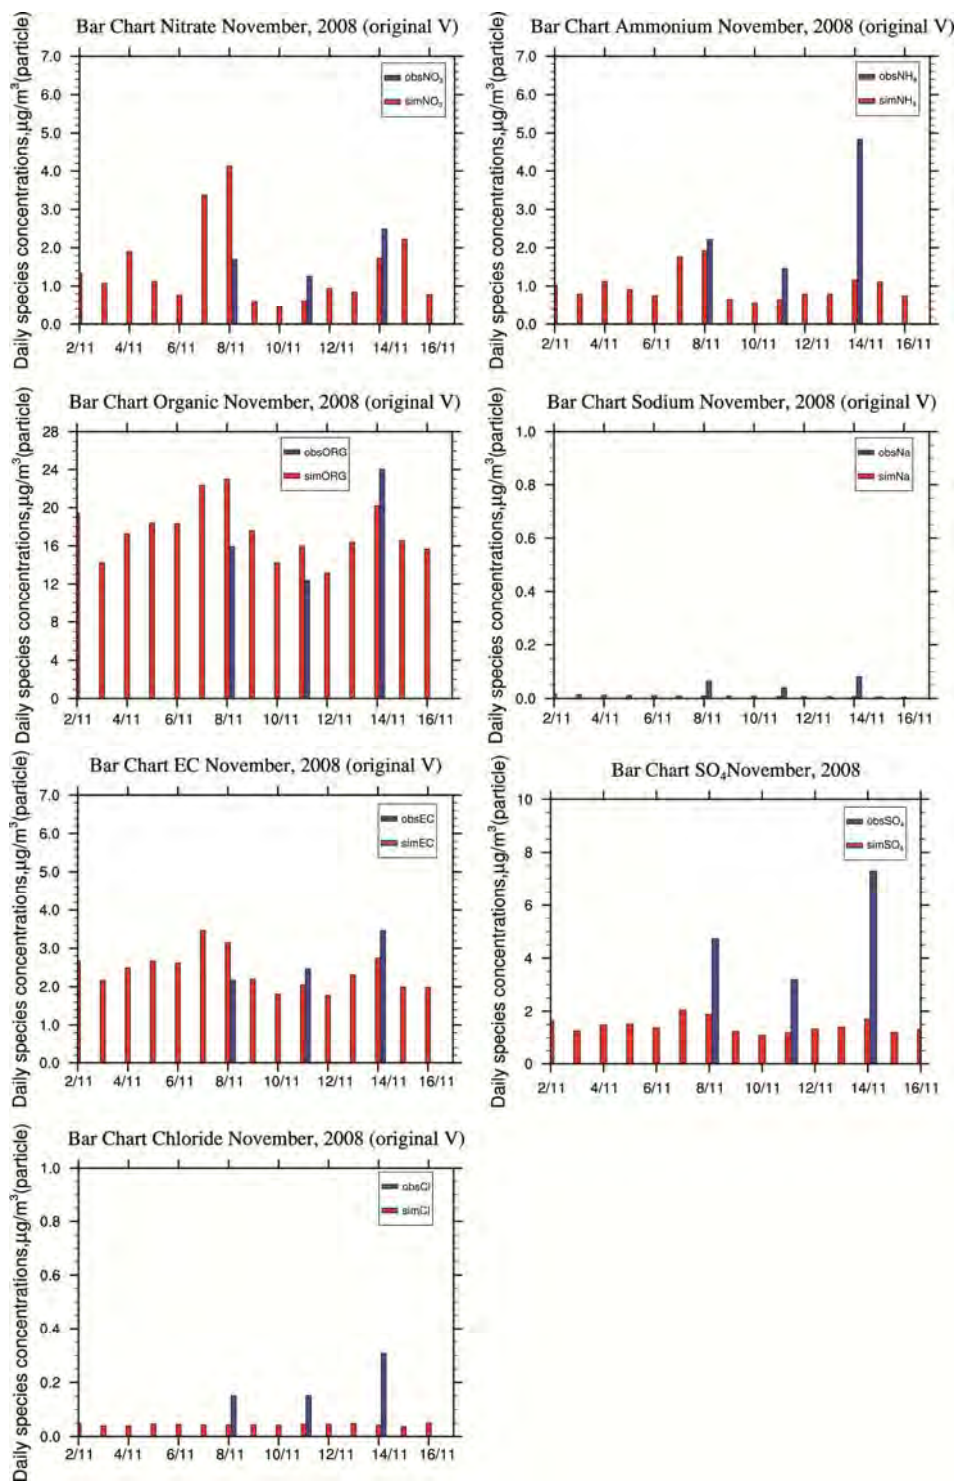 Bar Chart Nitrate November, 2008 (original V)
Daily species concentrations,µg/m³(particle)
7.0
6.0
5.0
4.0
3.0
2.0
1.0
0.0
obsNO₃
simNO₃
2/11 4/11 6/11 8/11 10/11 12/11 14/11 16/11
Bar Chart Ammonium November, 2008 (original V)
Daily species concentrations,µg/m³(particle)
7.0
6.0
5.0
4.0
3.0
2.0
1.0
0.0
obsNH₄
simNH₄
2/11 4/11 6/11 8/11 10/11 12/11 14/11 16/11
Bar Chart Organic November, 2008 (original V)
Daily species concentrations,µg/m³(particle)
28
24
20
16
12
8
4
0
obsORG
simORG
2/11 4/11 6/11 8/11 10/11 12/11 14/11 16/11
Bar Chart Sodium November, 2008 (original V)
Daily species concentrations,µg/m³(particle)
1.0
0.8
0.6
0.4
0.2
0.0
obsNa
simNa
2/11 4/11 6/11 8/11 10/11 12/11 14/11 16/11
Bar Chart EC November, 2008 (original V)
Daily species concentrations,µg/m³(particle)
7.0
6.0
5.0
4.0
3.0
2.0
1.0
0.0
obsEC
simEC
2/11 4/11 6/11 8/11 10/11 12/11 14/11 16/11
Bar Chart SO₄November, 2008
Daily species concentrations,µg/m³(particle)
10
8
6
4
2
0
obsSO₄
simSO₄
2/11 4/11 6/11 8/11 10/11 12/11 14/11 16/11
Bar Chart Chloride November, 2008 (original V)
Daily species concentrations,µg/m³(particle)
1.0
0.8
0.6
0.4
0.2
0.0
obsCl
simCl
2/11 4/11 6/11 8/11 10/11 12/11 14/11 16/11